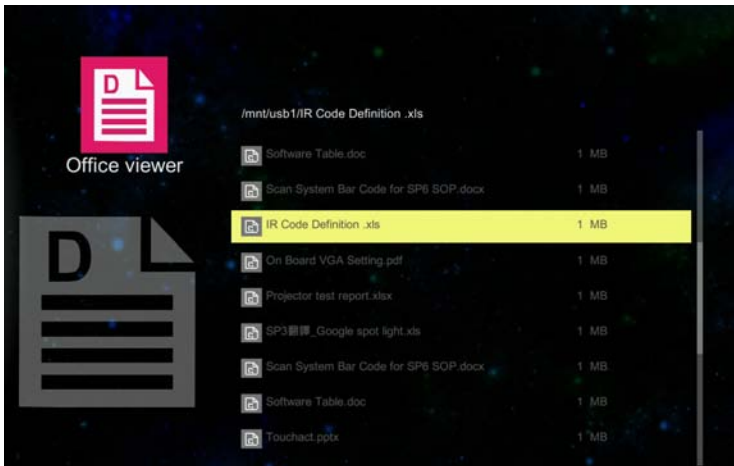 D
Office viewer
D
/mnt/usb1/IR Code Definition .xls
Software Table.doc 1 MB
Scan System Bar Code for SP6 SOP.docx 1 MB
IR Code Definition .xls 1 MB
On Board VGA Setting.pdf 1 MB
Projector test report.xlsx 1 MB
SP3翻譯_Google spot light.xls 1 MB
Scan System Bar Code for SP6 SOP.docx 1 MB
Software Table.doc 1 MB
Touchact.pptx 1 MB